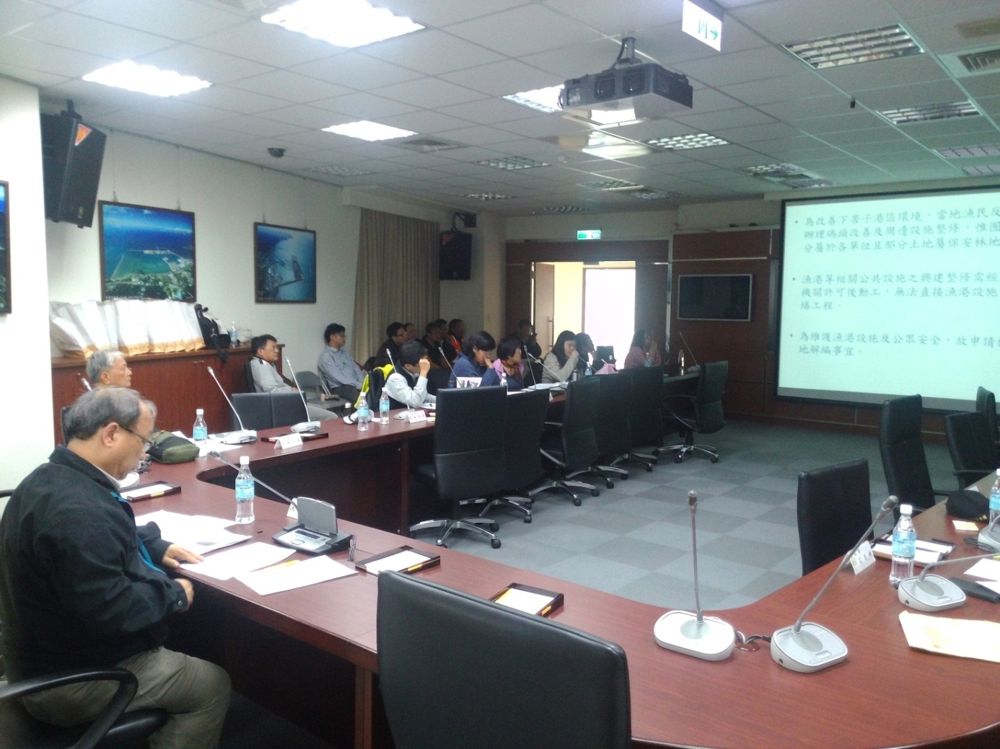 • 為改善下罟子港區環境，當地漁民反
辦理碼頭改善及周邊設施整修，惟
分屬於各單位且部分土地屬保安林地
• 漁港等相關公共設施之興建整修需經
機關許可後動工，無法直接漁港設施
繕工程。
• 為維護漁港設施及公眾安全，故申請
地解編事宜。